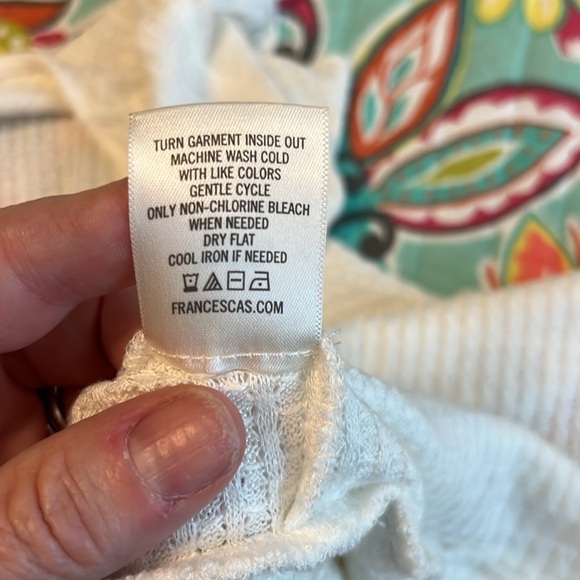 TURN GARMENT INSIDE OUT
MACHINE WASH COLD
WITH LIKE COLORS
GENTLE CYCLE
ONLY NON-CHLORINE BLEACH
WHEN NEEDED
DRY FLAT
COOL IRON IF NEEDED
FRANCESCAS.COM